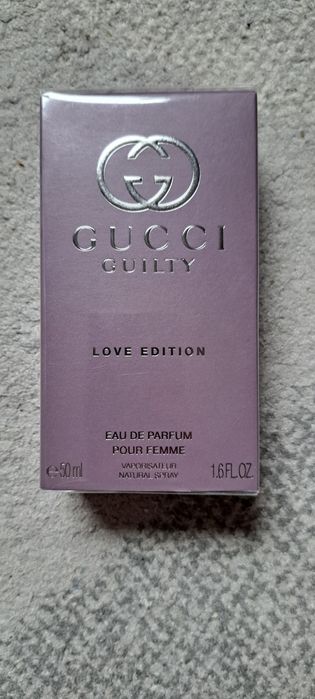 GUCCI
GUILTY
LOVE EDITION
EAU DE PARFUM
POUR FEMME
VAPORISATEUR
NATURAL SPRAY
℮50 ml
1.6 FL.OZ.